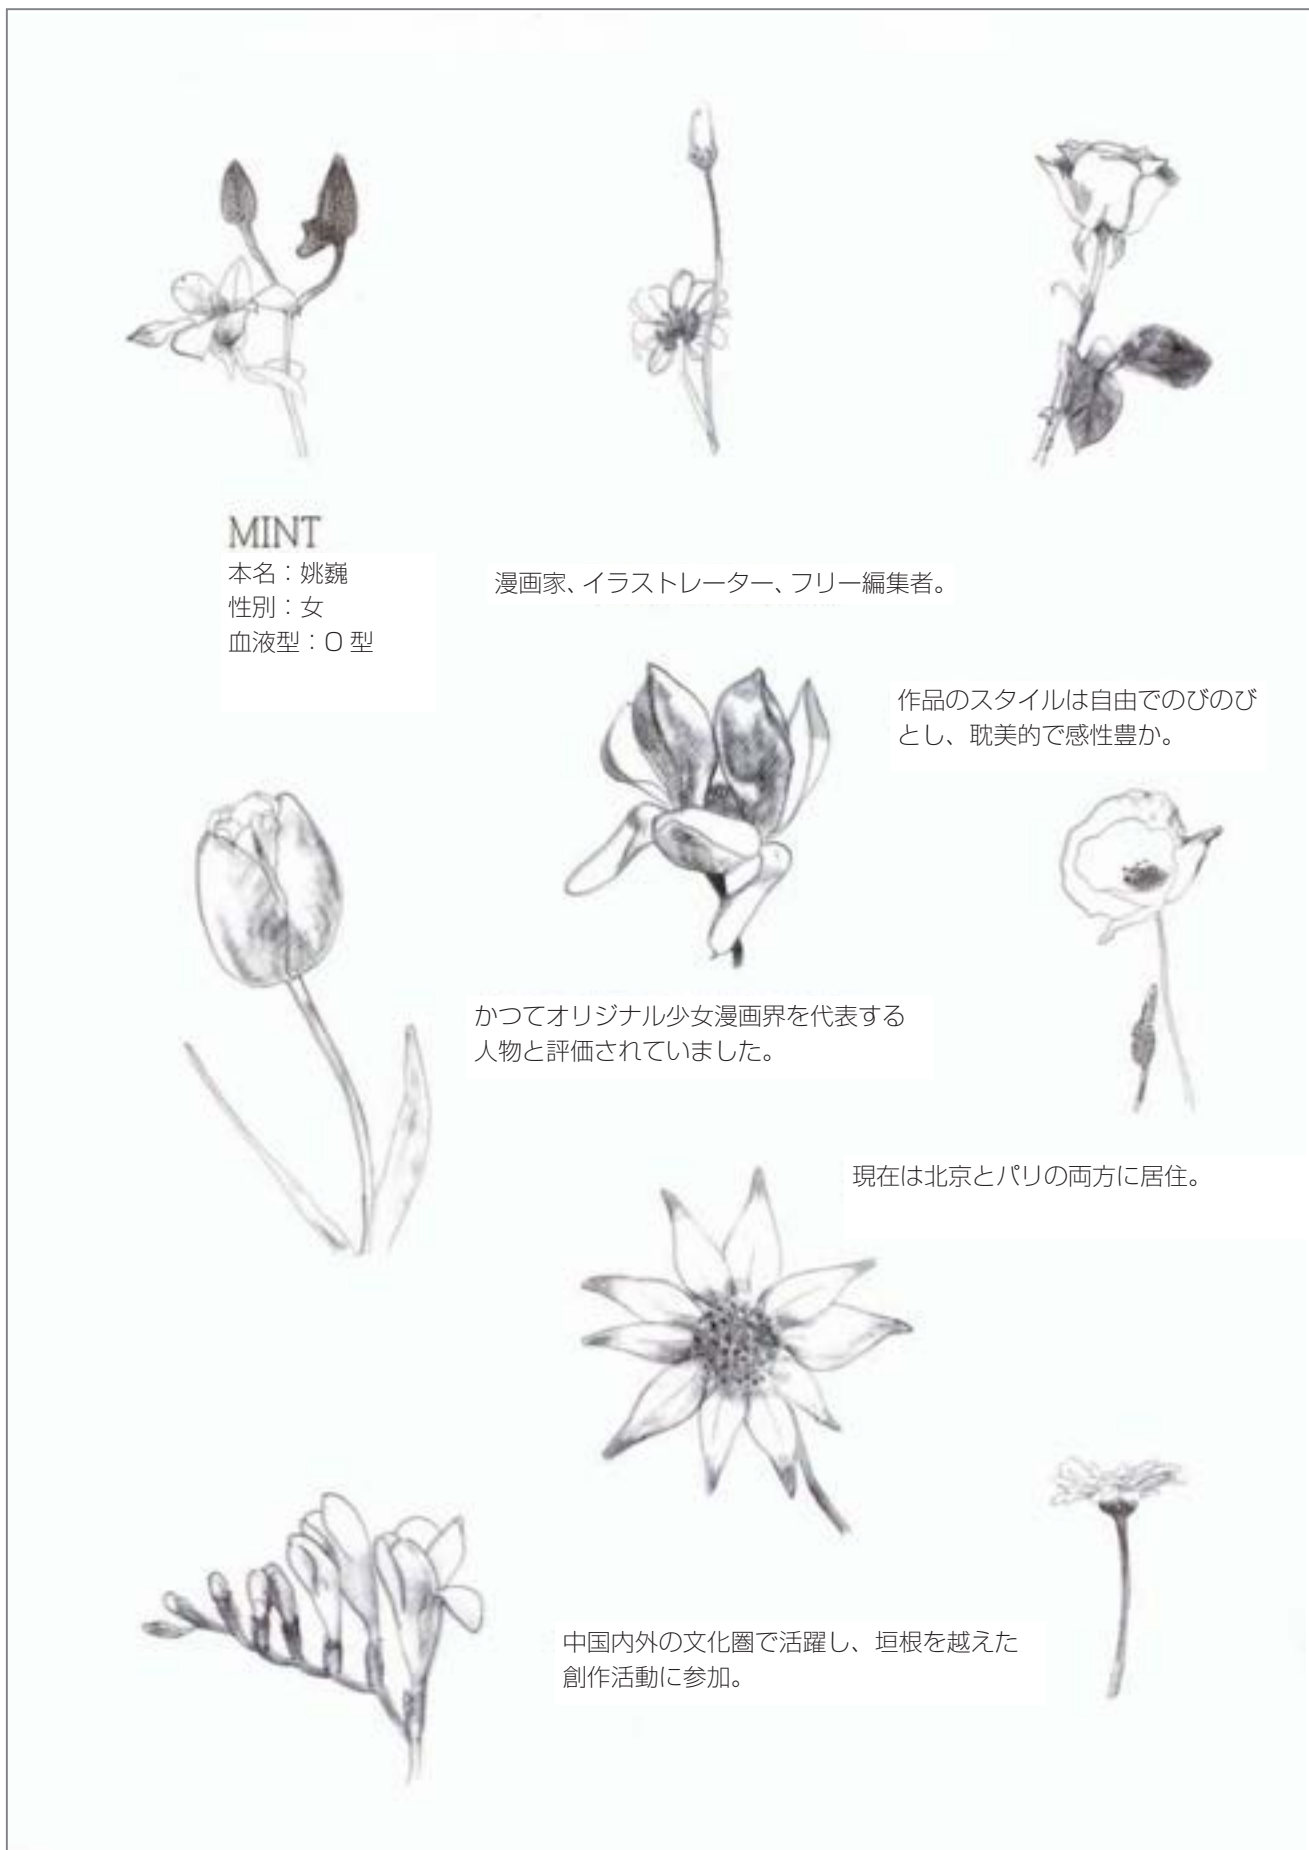 MINT
本名：姚巍
性別：女
血液型：O 型
漫画家、イラストレーター、フリー編集者。
作品のスタイルは自由でのびのび
とし、耽美的で感性豊か。
かつてオリジナル少女漫画界を代表する
人物と評価されていました。
現在は北京とパリの両方に居住。
中国内外の文化圏で活躍し、垣根を越えた
創作活動に参加。